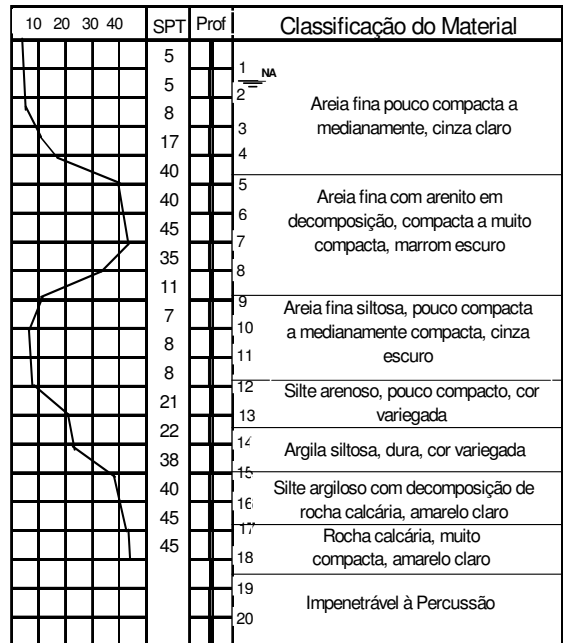 10 20 30 40 SPT Prof Classificação do Material
5
5
8
17
40
40
45
35
11
7
8
8
21
22
38
40
45
45
1
NA
2
3
4
5
6
7
8
9
10
11
12
13
14
15
16
17
18
19
20
Areia fina pouco compacta a
medianamente, cinza claro
Areia fina com arenito em
decomposição, compacta a muito
compacta, marrom escuro
Areia fina siltosa, pouco compacta
a medianamente compacta, cinza
escuro
Silte arenoso, pouco compacto, cor
variegada
Argila siltosa, dura, cor variegada
Silte argiloso com decomposição de
rocha calcária, amarelo claro
Rocha calcária, muito
compacta, amarelo claro
Impenetrável à Percussão